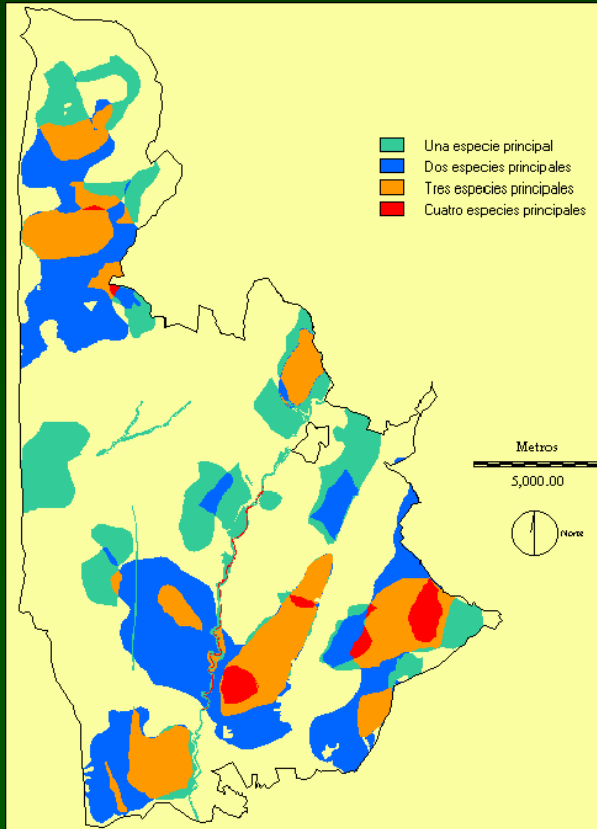 Una especie principal
Dos especies principales
Tres especies principales
Cuatro especies principales
Metros
5,000.00
Norte